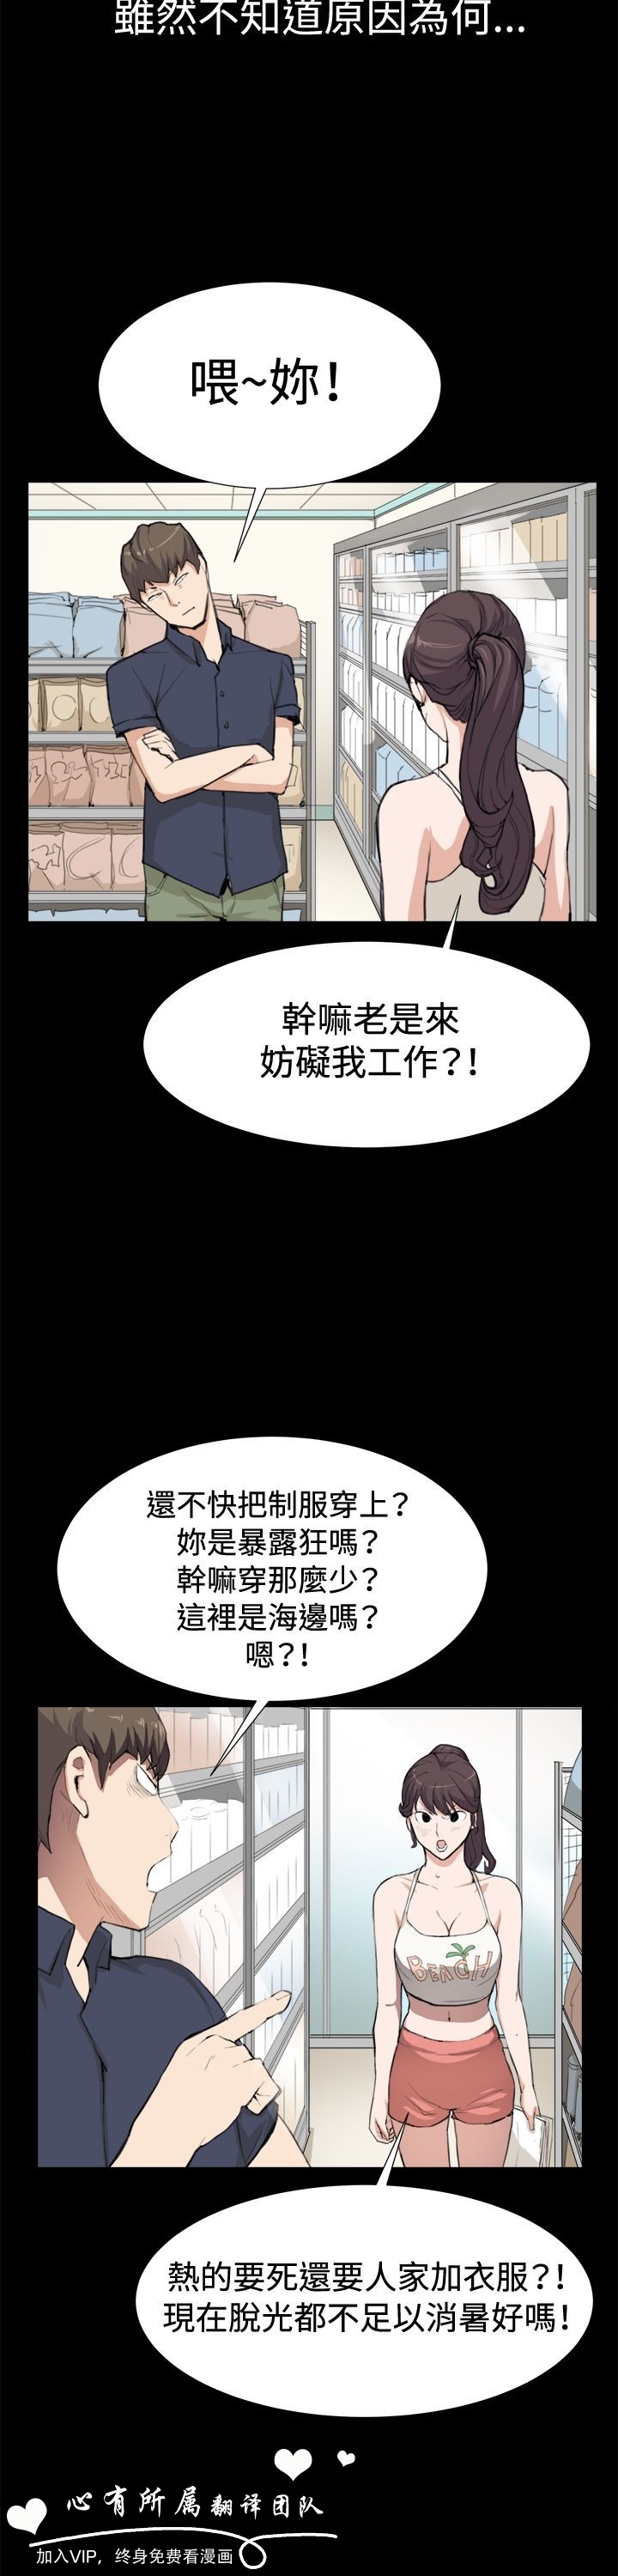 雖然不知道原因為何...
喂~妳!
幹嘛老是來
妨礙我工作?!
還不快把制服穿上?
妳是暴露狂嗎?
幹嘛穿那麼少?
這裡是海邊嗎?
嗯?!
BEACH
熱的要死還要人家加衣服?!
現在脫光都不足以消暑好嗎!
心有所属翻译团队
加入VIP，终身免费看漫画